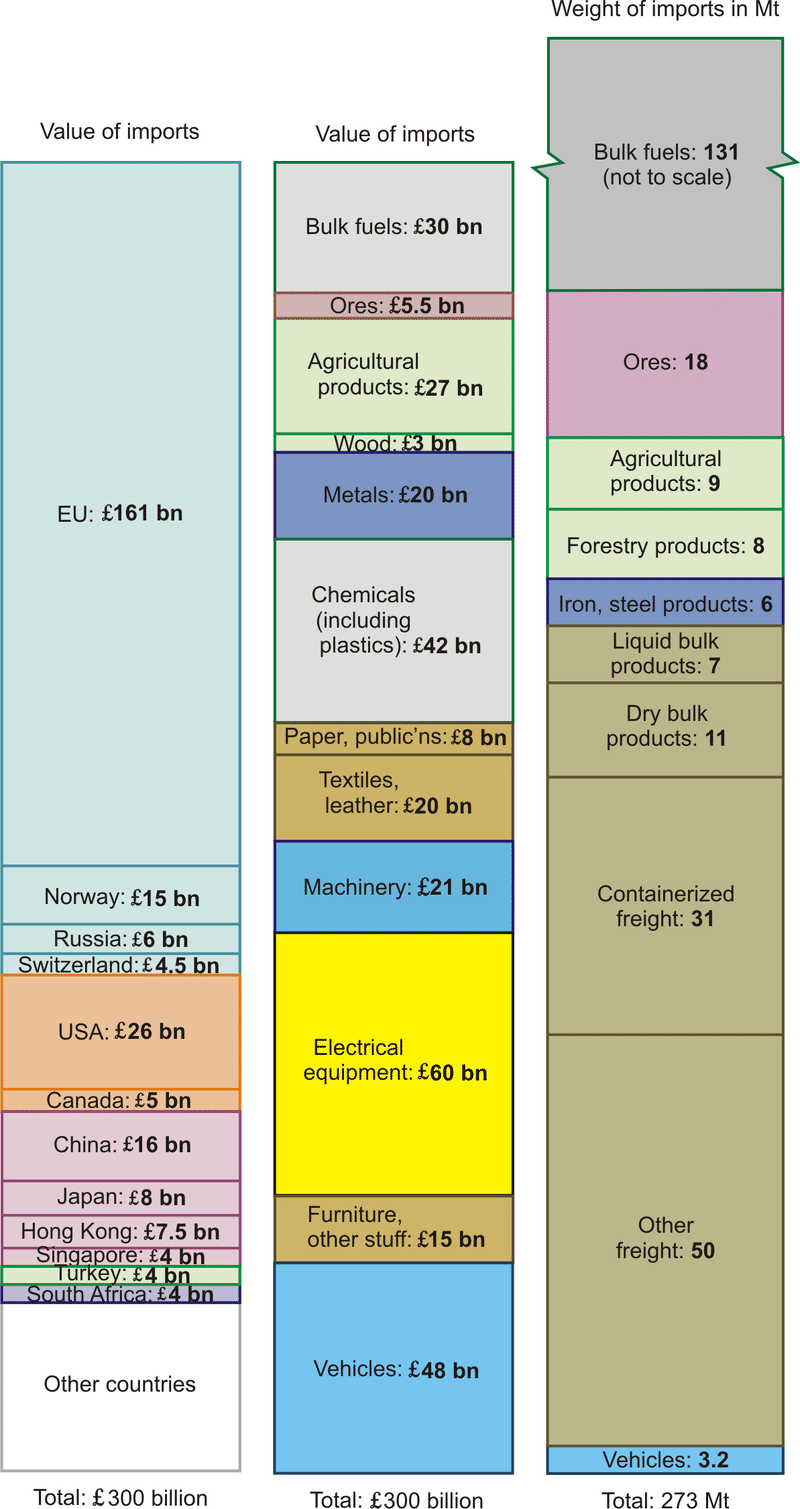 Value of imports
EU: £161 bn
Norway: £15 bn
Russia: £6 bn
Switzerland: £4.5 bn
USA: £26 bn
Canada: £5 bn
China: £16 bn
Japan: £8 bn
Hong Kong: £7.5 bn
Singapore: £4 bn
Turkey: £4 bn
South Africa: £4 bn
Other countries
Total: £300 billion
Value of imports
Bulk fuels: £30 bn
Ores: £5.5 bn
Agricultural
products: £27 bn
Wood: £3 bn
Metals: £20 bn
Chemicals
(including
plastics): £42 bn
Paper, public’ns: £8 bn
Textiles,
leather: £20 bn
Machinery: £21 bn
Electrical
equipment: £60 bn
Furniture,
other stuff: £15 bn
Vehicles: £48 bn
Total: £300 billion
Weight of imports in Mt
Bulk fuels: 131
(not to scale)
Ores: 18
Agricultural
products: 9
Forestry products: 8
Iron, steel products: 6
Liquid bulk
products: 7
Dry bulk
products: 11
Containerized
freight: 31
Other
freight: 50
Vehicles: 3.2
Total: 273 Mt